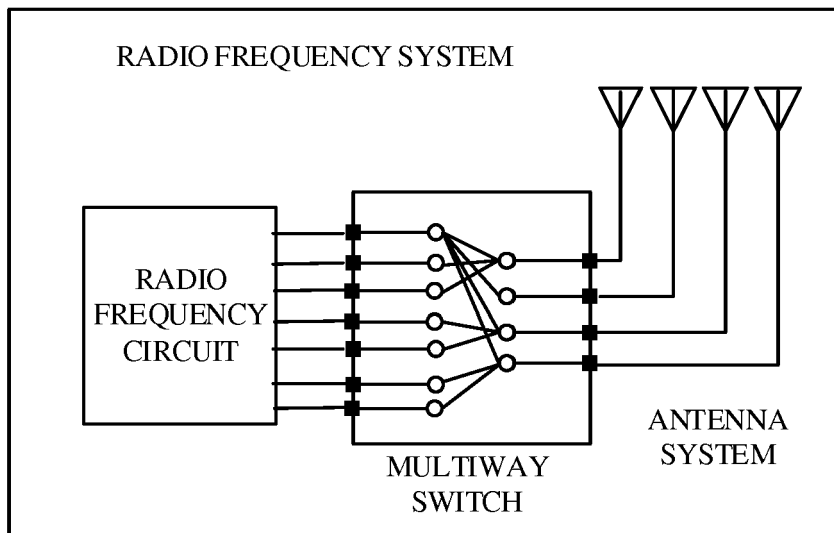 RADIO FREQUENCY SYSTEM
RADIO
FREQUENCY
CIRCUIT
MULTIWAY
SWITCH
ANTENNA
SYSTEM